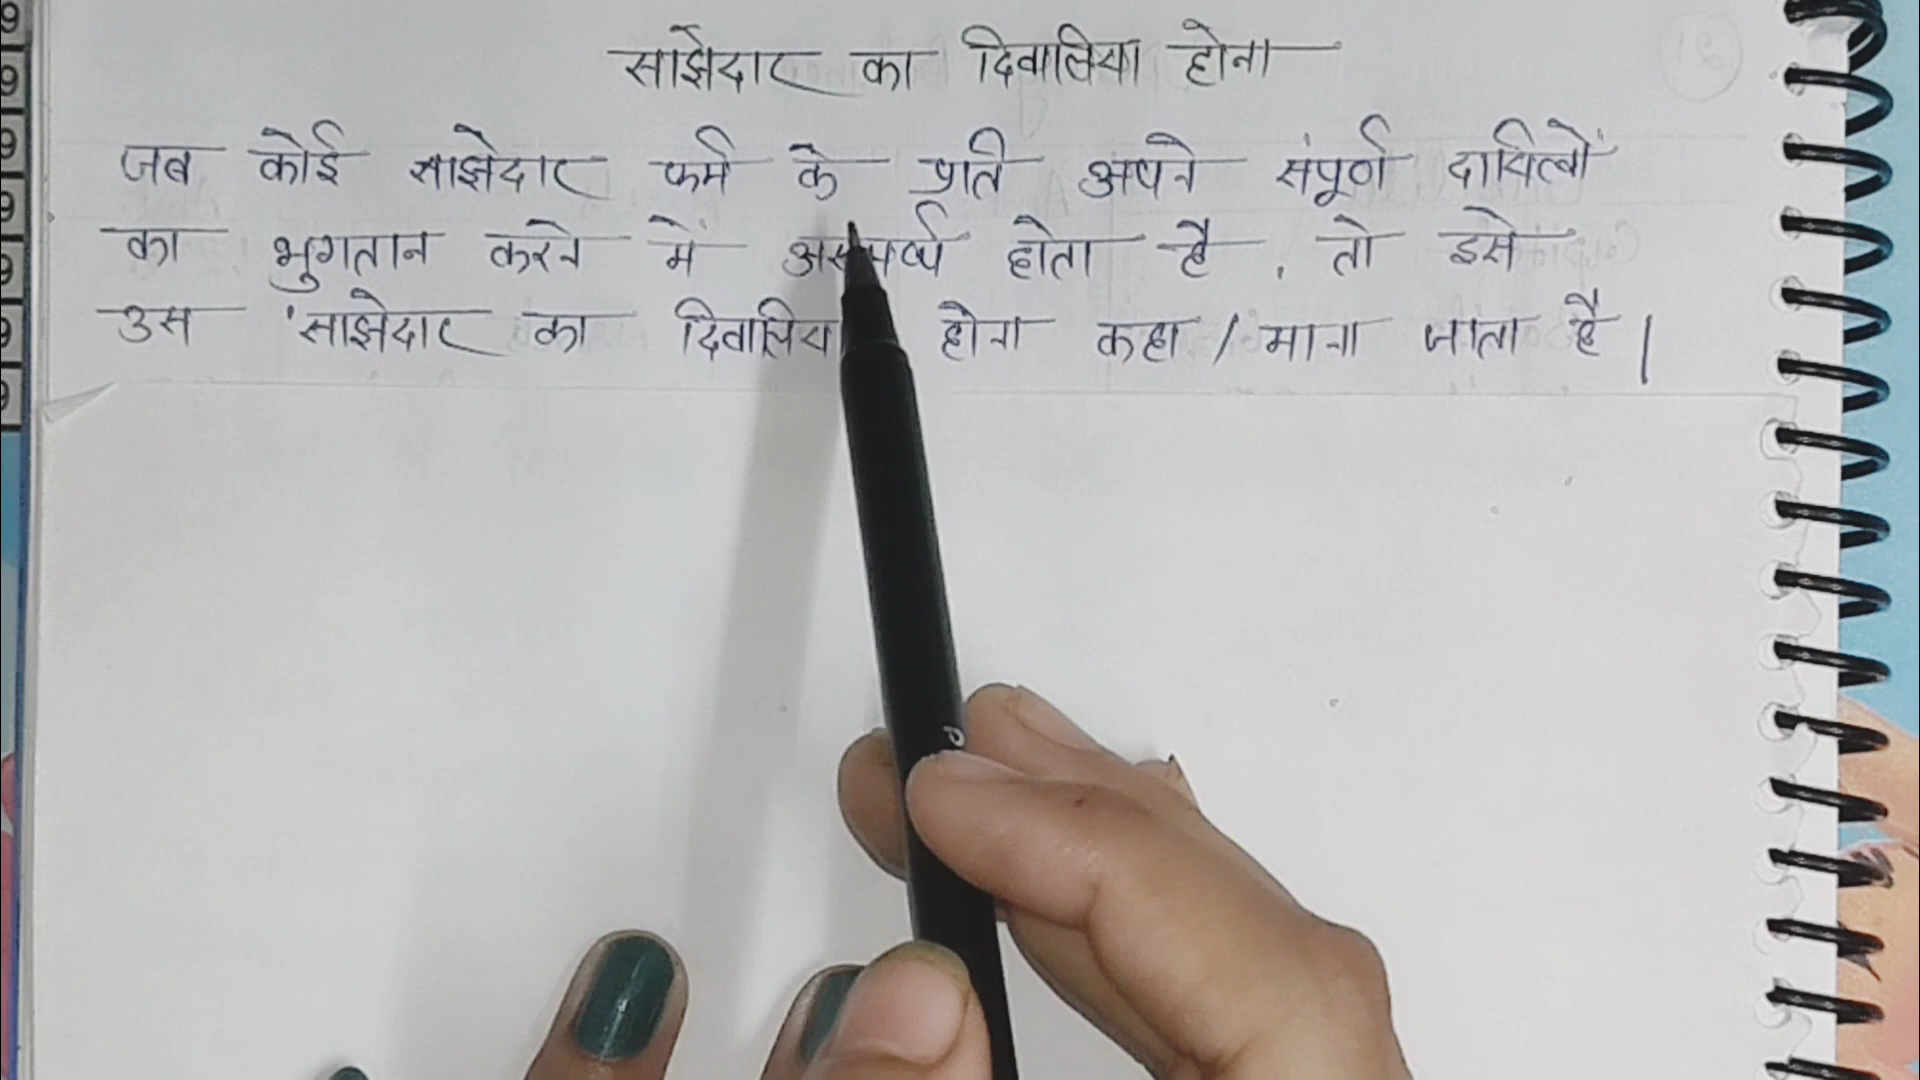 साझेदार का दिवालिया होना
जब कोई साझेदार फर्म के प्रति अपने संपूर्ण दायित्वों
का भुगतान करने में असमर्थ होता है, तो इसे
उस 'साझेदार का दिवालिया होना कहा / माना जाता है |